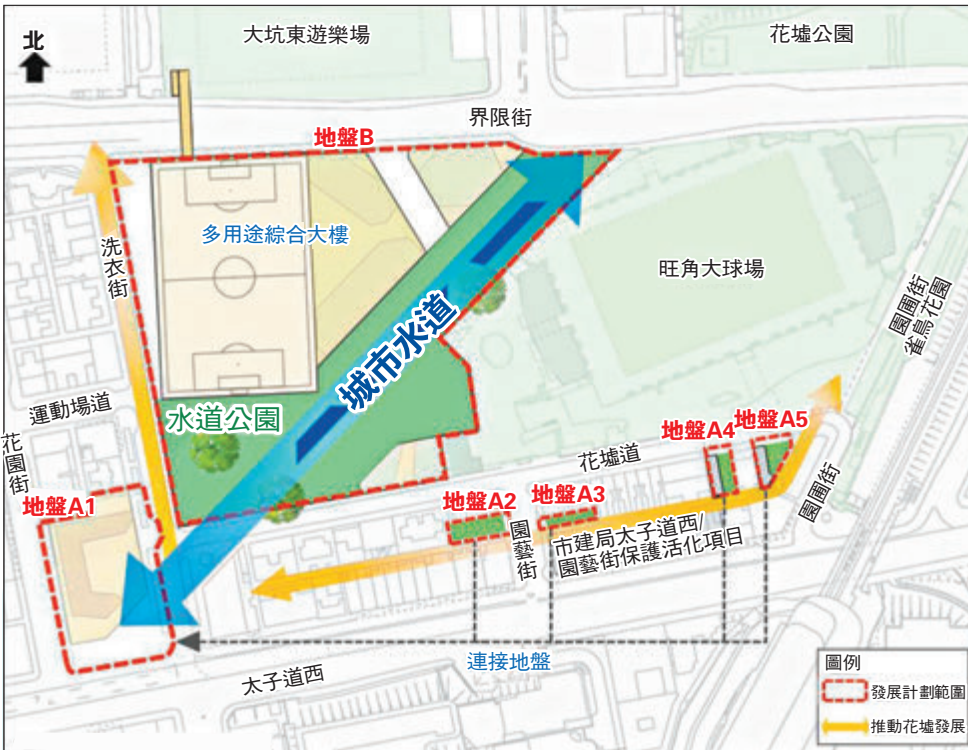 北
大坑東遊樂場
花墟公園
界限街
地盤B
洗衣街
多用途綜合大樓
旺角大球場
園圃街
雀鳥花園
城市水道
水道公園
運動場道
花園街
地盤A1
花墟道
地盤A4
地盤A5
地盤A2
地盤A3
園藝街
市建局太子道西/
園藝街保護活化項目
園圃街
連接地盤
太子道西
圖例
發展計劃範圍
推動花墟發展